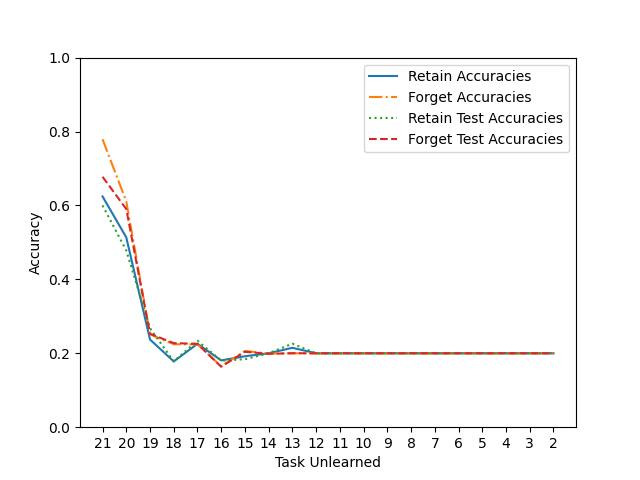 1.0
0.8
0.6
0.4
0.2
0.0
Accuracy
Retain Accuracies
Forget Accuracies
Retain Test Accuracies
Forget Test Accuracies
21 20 19 18 17 16 15 14 13 12 11 10 9 8 7 6 5 4 3 2
Task Unlearned